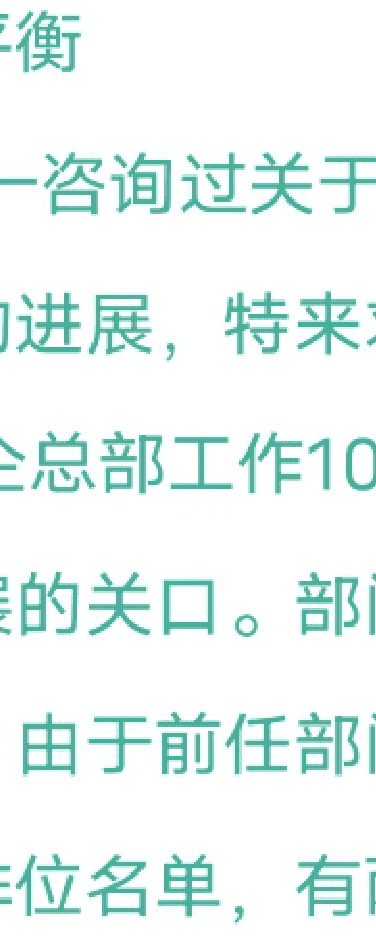 衡
一咨询过关于
进展，特来
总部工作10
的关口。部
由于前任部
位名单，有